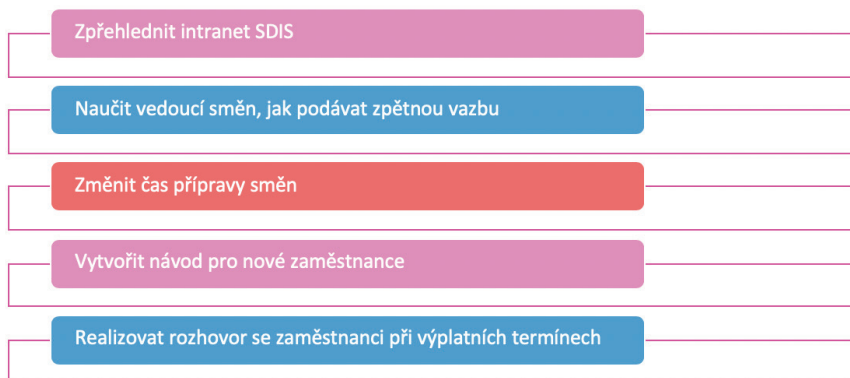 Zpřehlednit intranet SDIS
Naučit vedoucí směn, jak podávat zpětnou vazbu
Změnit čas přípravy směn
Vytvořit návod pro nové zaměstnance
Realizovat rozhovor se zaměstnanci při výplatních termínech